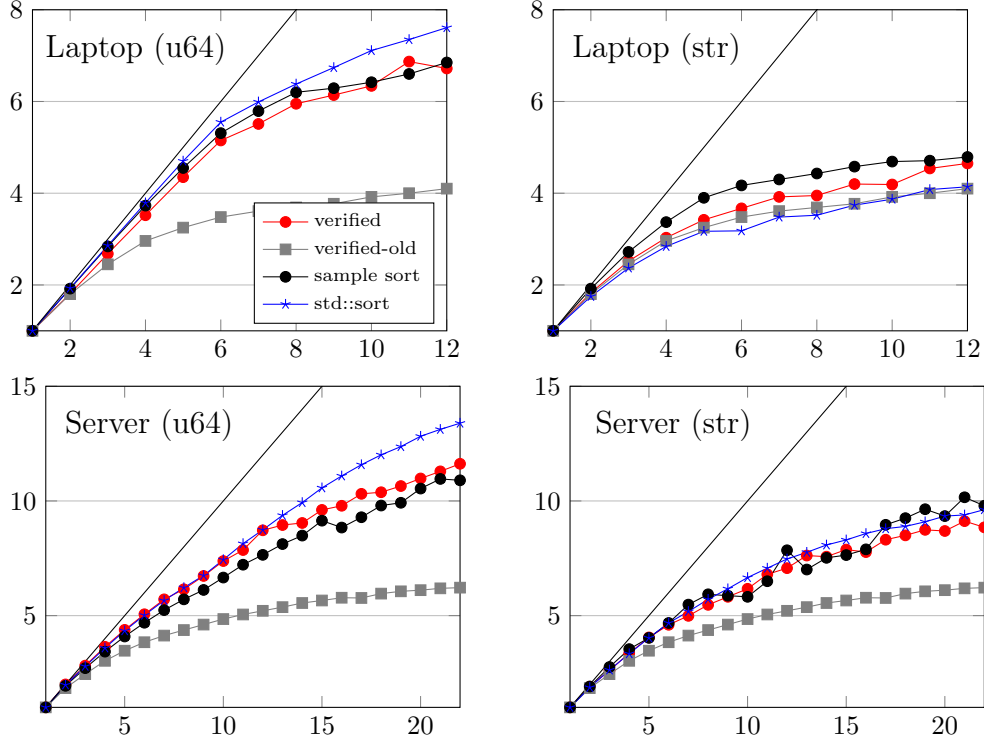 Laptop (u64)
8
6
4
2
2 4 6 8 10 12
verified
verified-old
sample sort
std::sort
Laptop (str)
8
6
4
2
2 4 6 8 10 12
Server (u64)
15
10
5
5 10 15 20
Server (str)
15
10
5
5 10 15 20